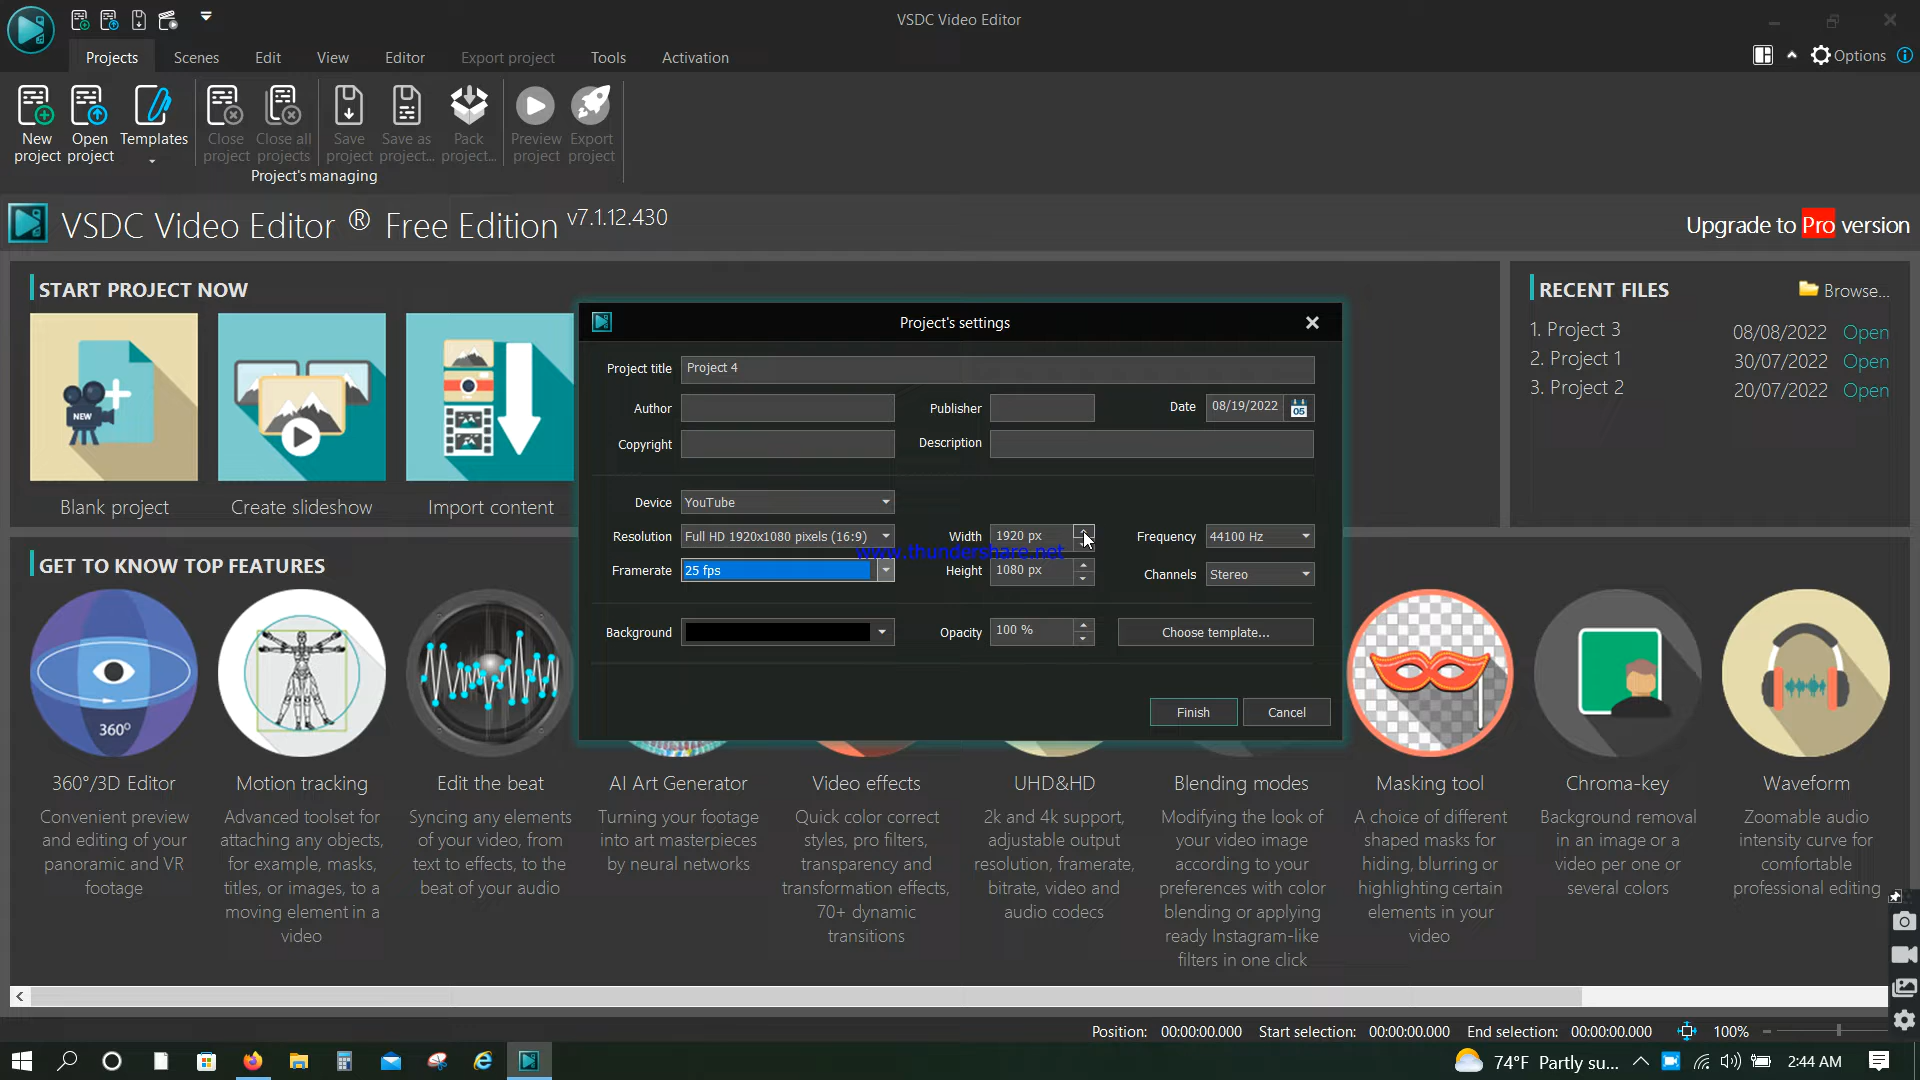 VSDC Video Editor
Projects Scenes Edit View Editor Export project Tools Activation Options
New project Open project Templates Close project Close all projects Save project Save as project... Pack project... Preview project Export project
Project's managing
VSDC Video Editor ® Free Edition v7.1.12.430
Upgrade to Pro version
START PROJECT NOW
NEW
Blank project
Create slideshow
Import content
RECENT FILES Browse...
1. Project 3 08/08/2022 Open
2. Project 1 30/07/2022 Open
3. Project 2 20/07/2022 Open
Project's settings
Project title Project 4
Author Publisher Date 08/19/2022 05
Copyright Description
Device YouTube
Resolution Full HD 1920x1080 pixels (16:9) Width 1920 px Frequency 44100 Hz
www.thundershare.net
Framerate 25 fps Height 1080 px Channels Stereo
Background Opacity 100 % Choose template...
Finish Cancel
GET TO KNOW TOP FEATURES
360°
360°/3D Editor
Convenient preview
and editing of your
panoramic and VR
footage
Motion tracking
Advanced toolset for
attaching any objects,
for example, masks,
titles, or images, to a
moving element in a
video
Edit the beat
Syncing any elements
of your video, from
text to effects, to the
beat of your audio
AI Art Generator
Turning your footage
into art masterpieces
by neural networks
Video effects
Quick color correct
styles, pro filters,
transparency and
transformation effects,
70+ dynamic
transitions
UHD&HD
2k and 4k support,
adjustable output
resolution, framerate,
bitrate, video and
audio codecs
Blending modes
Modifying the look of
your video image
according to your
preferences with color
blending or applying
ready Instagram-like
filters in one click
Masking tool
A choice of different
shaped masks for
hiding, blurring or
highlighting certain
elements in your
video
Chroma-key
Background removal
in an image or a
video per one or
several colors
Waveform
Zoomable audio
intensity curve for
comfortable
professional editing
Position: 00:00:00.000 Start selection: 00:00:00.000 End selection: 00:00:00.000 100%
74°F Partly su... 2:44 AM